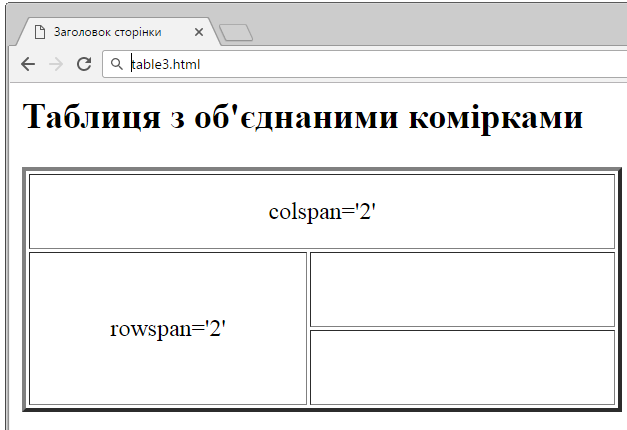 Заголовок сторінки
table3.html
Таблиця з об'єднаними комірками
colspan='2'
rowspan='2'